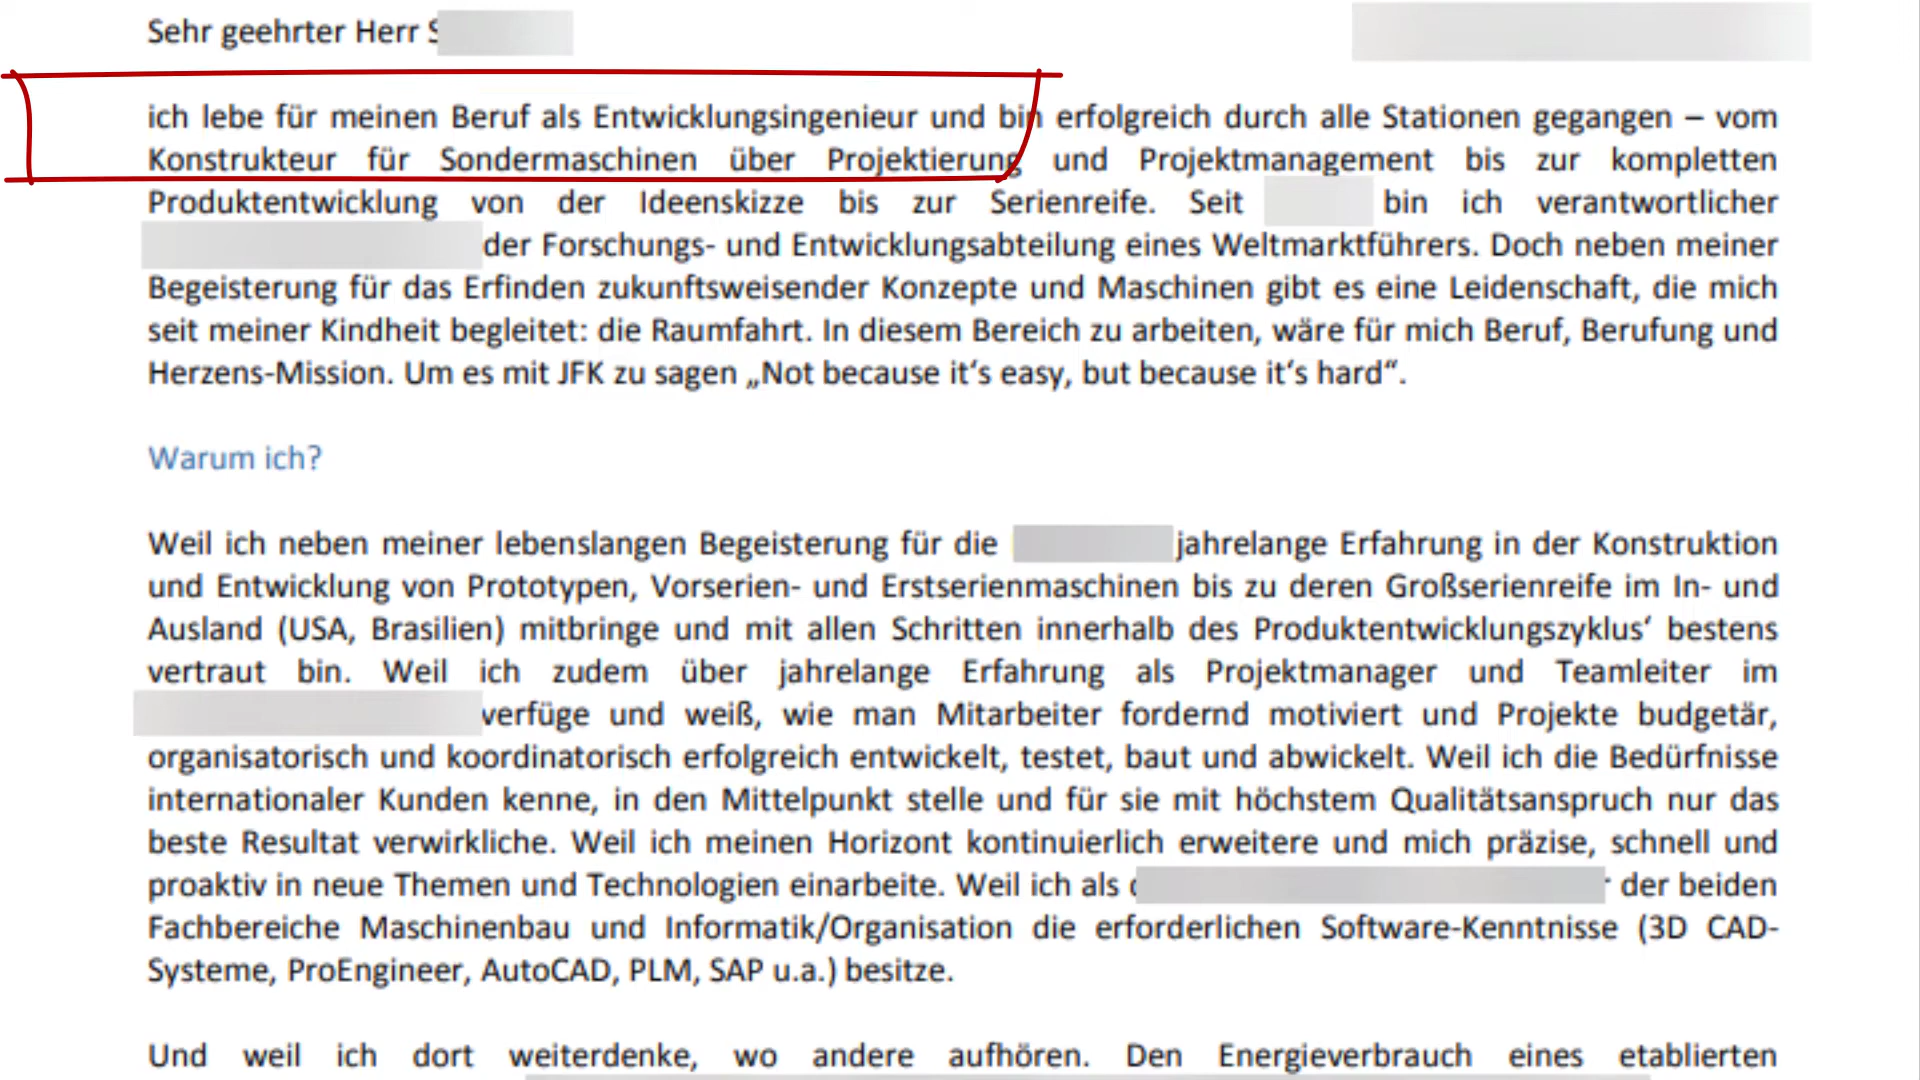 Sehr geehrter Herr
ich lebe für meinen Beruf als Entwicklungsingenieur und bin erfolgreich durch alle Stationen gegangen – vom
Konstrukteur für Sondermaschinen über Projektierung und Projektmanagement bis zur kompletten
Produktentwicklung von der Ideenskizze bis zur Serienreife. Seit bin ich verantwortlicher
der Forschungs- und Entwicklungsabteilung eines Weltmarktführers. Doch neben meiner
Begeisterung für das Erfinden zukunftsweisender Konzepte und Maschinen gibt es eine Leidenschaft, die mich
seit meiner Kindheit begleitet: die Raumfahrt. In diesem Bereich zu arbeiten, wäre für mich Beruf, Berufung und
Herzens-Mission. Um es mit JFK zu sagen „Not because it‘s easy, but because it‘s hard“.
Warum ich?
Weil ich neben meiner lebenslangen Begeisterung für die jahrelange Erfahrung in der Konstruktion
und Entwicklung von Prototypen, Vorserien- und Erstserienmaschinen bis zu deren Großserienreife im In- und
Ausland (USA, Brasilien) mitbringe und mit allen Schritten innerhalb des Produktentwicklungszyklus‘ bestens
vertraut bin. Weil ich zudem über jahrelange Erfahrung als Projektmanager und Teamleiter im
verfüge und weiß, wie man Mitarbeiter fordernd motiviert und Projekte budgetär,
organisatorisch und koordinatorisch erfolgreich entwickelt, testet, baut und abwickelt. Weil ich die Bedürfnisse
internationaler Kunden kenne, in den Mittelpunkt stelle und für sie mit höchstem Qualitätsanspruch nur das
beste Resultat verwirkliche. Weil ich meinen Horizont kontinuierlich erweitere und mich präzise, schnell und
proaktiv in neue Themen und Technologien einarbeite. Weil ich als der beiden
Fachbereiche Maschinenbau und Informatik/Organisation die erforderlichen Software-Kenntnisse (3D CAD-
Systeme, ProEngineer, AutoCAD, PLM, SAP u.a.) besitze.
Und weil ich dort weiterdenke, wo andere aufhören. Den Energieverbrauch eines etablierten